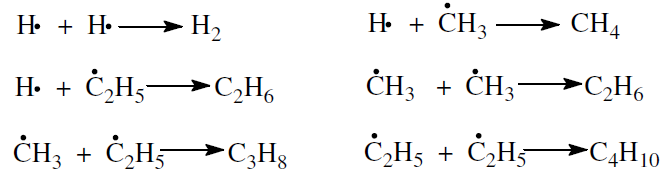 H• + H• ⟶ H₂
H• + ĊH₃ ⟶ CH₄
H• + Ċ₂H₅ ⟶ C₂H₆
ĊH₃ + ĊH₃ ⟶ C₂H₆
ĊH₃ + Ċ₂H₅ ⟶ C₃H₈
Ċ₂H₅ + Ċ₂H₅ ⟶ C₄H₁₀